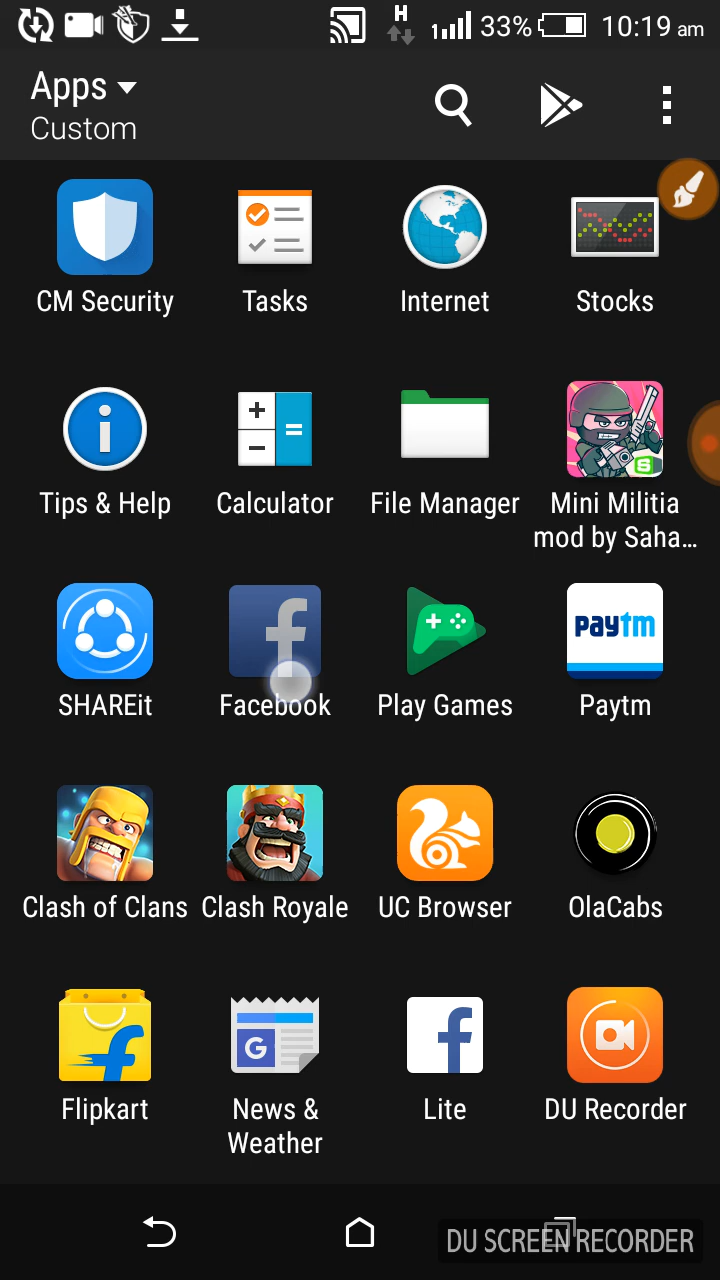 H
33%
10:19 am
Apps
Custom
CM Security
Tasks
Internet
Stocks
Tips & Help
Calculator
File Manager
Mini Militia
mod by Saha...
SHAREit
Facebook
Play Games
paytm
Paytm
Clash of Clans
Clash Royale
UC Browser
OlaCabs
G
Flipkart
News &
Weather
Lite
DU Recorder
DU SCREEN RECORDER